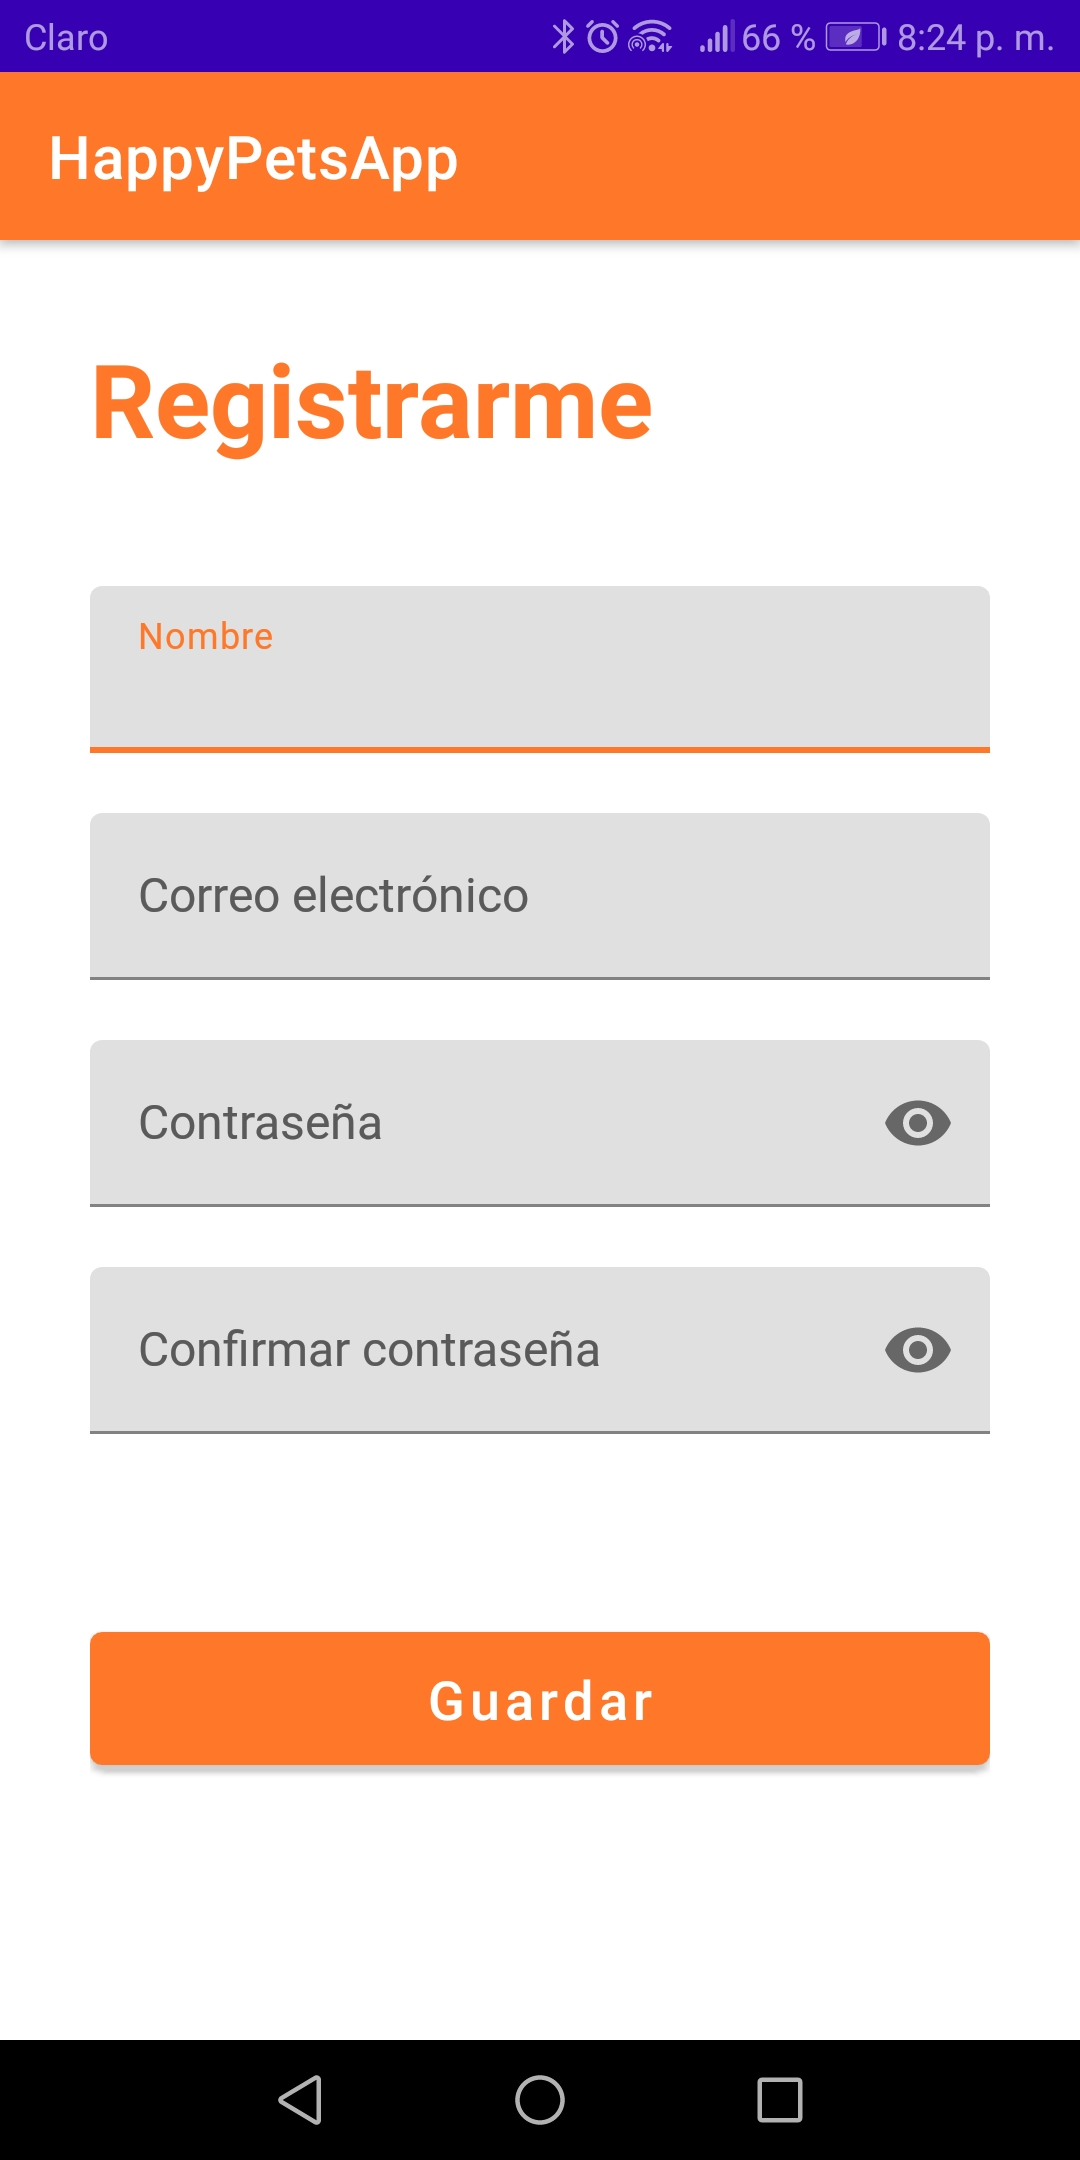 Claro 66 % 8:24 p. m.
HappyPetsApp
Registrarme
Nombre
Correo electrónico
Contraseña
Confirmar contraseña
Guardar